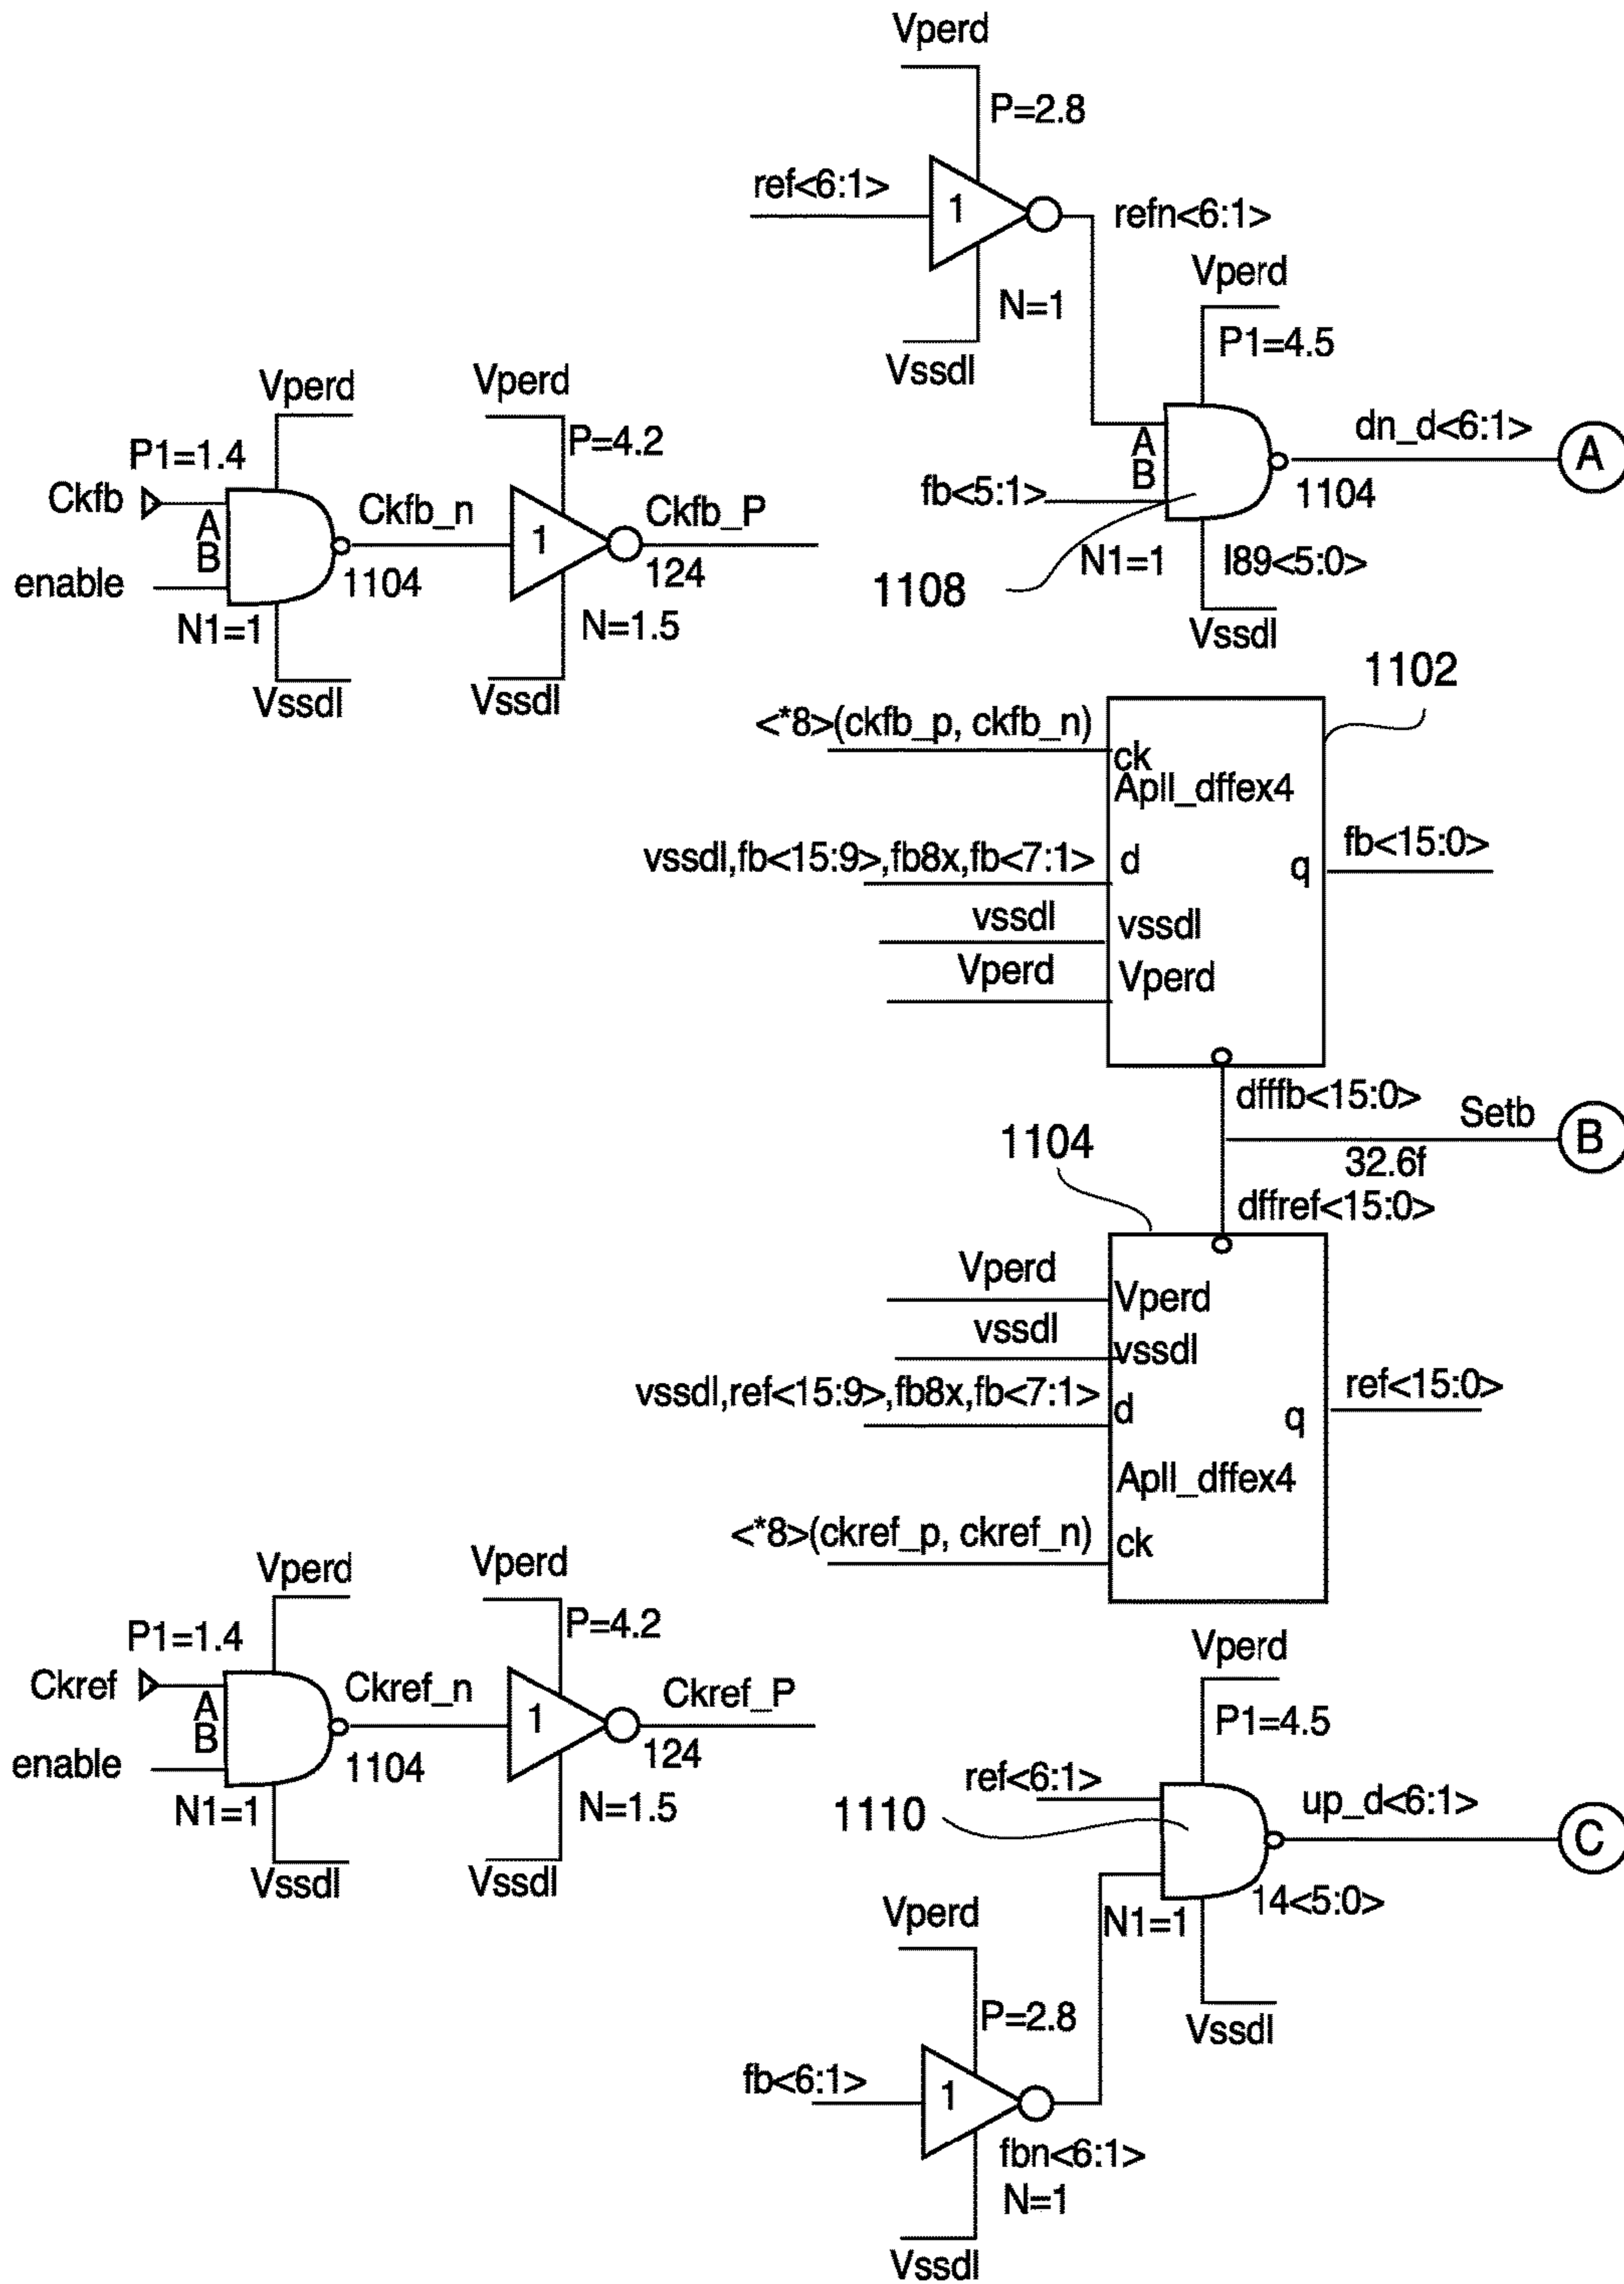 Vperd
P=2.8
ref<6:1>
1
refn<6:1>
N=1
Vssdl
Vperd
P1=4.5
A
B
dn_d<6:1>
A
fb<5:1>
1104
N1=1
I89<5:0>
1108
Vssdl
Vperd
P1=1.4
Ckfb
A
B
enable
Ckfb_n
1104
N1=1
Vssdl
Vperd
P=4.2
1
Ckfb_P
124
N=1.5
Vssdl
1102
<*8>(ckfb_p, ckfb_n)
ck
Apll_dffex4
vssdl,fb<15:9>,fb8x,fb<7:1>
d
q
fb<15:0>
vssdl
vssdl
Vperd
Vperd
dfffb<15:0>
Setb
B
32.6f
1104
dffref<15:0>
Vperd
Vperd
vssdl
vssdl
vssdl,ref<15:9>,fb8x,fb<7:1>
d
q
ref<15:0>
Apll_dffex4
<*8>(ckref_p, ckref_n)
ck
Vperd
P1=1.4
Ckref
A
B
enable
Ckref_n
1104
N1=1
Vssdl
Vperd
P=4.2
1
Ckref_P
124
N=1.5
Vssdl
Vperd
P1=4.5
ref<6:1>
1110
up_d<6:1>
C
14<5:0>
N1=1
Vssdl
Vperd
P=2.8
fb<6:1>
1
fbn<6:1>
N=1
Vssdl